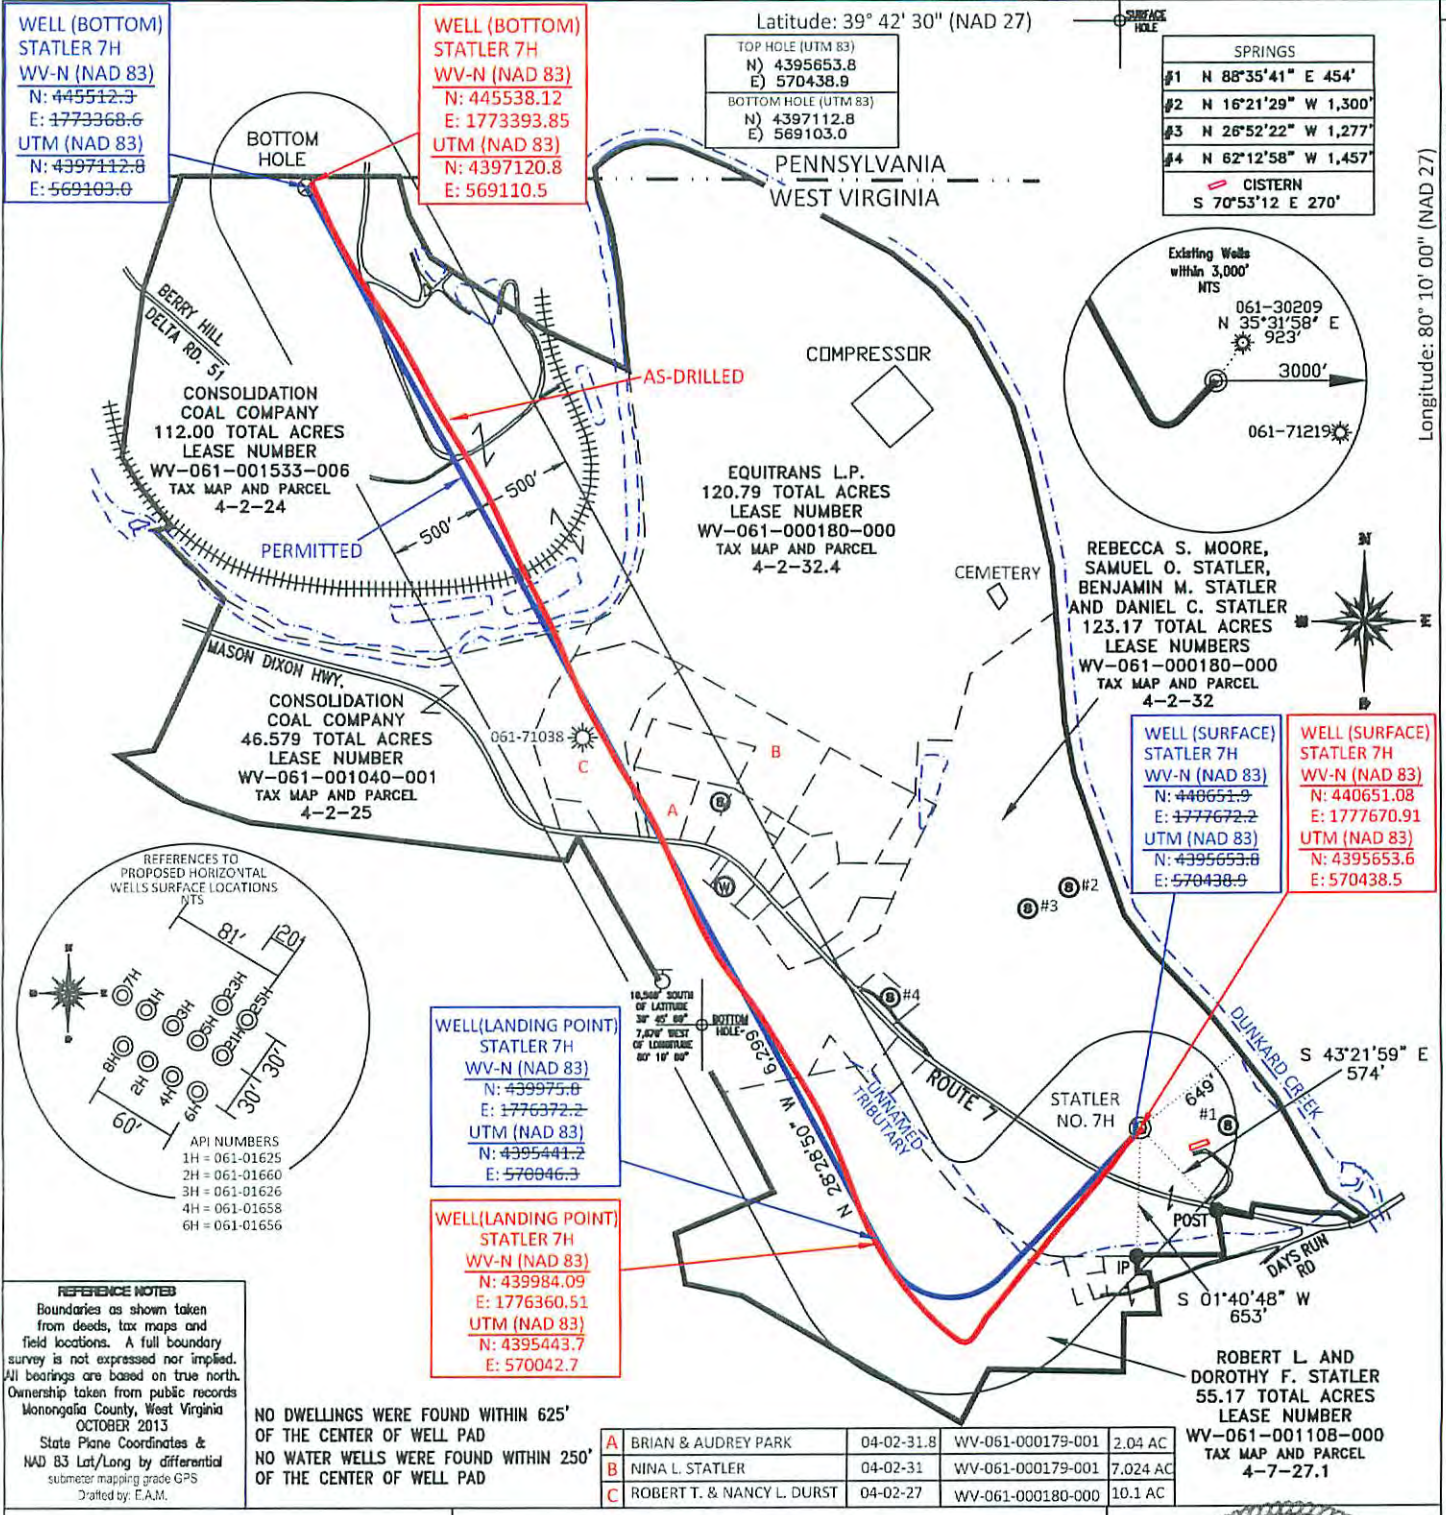 WELL (BOTTOM)
STATLER 7H
WV-N (NAD 83)
N: 445512.3
E: 1773368.6
UTM (NAD 83)
N: 4397112.8
E: 569103.0
WELL (BOTTOM)
STATLER 7H
WV-N (NAD 83)
N: 445538.12
E: 1773393.85
UTM (NAD 83)
N: 4397120.8
E: 569110.5
Latitude: 39° 42' 30" (NAD 27)
TOP HOLE (UTM 83)
N) 4395653.8
E) 570438.9
BOTTOM HOLE (UTM 83)
N) 4397112.8
E) 569103.0
SURFACE
HOLE
SPRINGS
#1 N 88°35'41" E 454'
#2 N 16°21'29" W 1,300'
#3 N 26°52'22" W 1,277'
#4 N 62°12'58" W 1,457'
CISTERN
S 70°53'12 E 270'
Longitude: 80° 10' 00" (NAD 27)
BOTTOM
HOLE
PENNSYLVANIA
WEST VIRGINIA
Existing Wells
within 3,000'
NTS
061-30209
N 35°31'58" E
923'
3000'
061-71219
BERRY HILL
DELTA RD. 51
COMPRESSOR
AS-DRILLED
CONSOLIDATION
COAL COMPANY
112.00 TOTAL ACRES
LEASE NUMBER
WV-061-001533-006
TAX MAP AND PARCEL
4-2-24
500'
500'
PERMITTED
EQUITRANS L.P.
120.79 TOTAL ACRES
LEASE NUMBER
WV-061-000180-000
TAX MAP AND PARCEL
4-2-32.4
CEMETERY
REBECCA S. MOORE,
SAMUEL O. STATLER,
BENJAMIN M. STATLER
AND DANIEL C. STATLER
123.17 TOTAL ACRES
LEASE NUMBERS
WV-061-000180-000
TAX MAP AND PARCEL
4-2-32
N
MASON DIXON HWY.
CONSOLIDATION
COAL COMPANY
46.579 TOTAL ACRES
LEASE NUMBER
WV-061-001040-001
TAX MAP AND PARCEL
4-2-25
061-71038
C
B
A
S
W
WELL (SURFACE)
STATLER 7H
WV-N (NAD 83)
N: 440651.9
E: 1777672.2
UTM (NAD 83)
N: 4395653.8
E: 570438.9
WELL (SURFACE)
STATLER 7H
WV-N (NAD 83)
N: 440651.08
E: 1777670.91
UTM (NAD 83)
N: 4395653.6
E: 570438.5
S #2
S #3
S #4
REFERENCES TO
PROPOSED HORIZONTAL
WELLS SURFACE LOCATIONS
NTS
81'
20'
7H
1H
3H
5H
23H
25H
21H
8H
2H
4H
6H
60'
30'
30'
API NUMBERS
1H = 061-01625
2H = 061-01660
3H = 061-01626
4H = 061-01658
6H = 061-01656
SOUTH
OF LATITUDE
WEST
OF LONGITUDE
BOTTOM
HOLE
WELL(LANDING POINT)
STATLER 7H
WV-N (NAD 83)
N: 439975.8
E: 1776372.2
UTM (NAD 83)
N: 4395441.2
E: 570046.3
WELL(LANDING POINT)
STATLER 7H
WV-N (NAD 83)
N: 439984.09
E: 1776360.51
UTM (NAD 83)
N: 4395443.7
E: 570042.7
N 28°28'50" W 6,299'
UNNAMED
TRIBUTARY
ROUTE 7
STATLER
NO. 7H
649'
#1 S
DUNKARD CREEK
S 43°21'59" E
574'
POST
IP
DAYS RUN
RD
S 01°40'48" W
653'
ROBERT L. AND
DOROTHY F. STATLER
55.17 TOTAL ACRES
LEASE NUMBER
WV-061-001108-000
TAX MAP AND PARCEL
4-7-27.1
REFERENCE NOTES
Boundaries as shown taken
from deeds, tax maps and
field locations. A full boundary
survey is not expressed nor implied.
All bearings are based on true north.
Ownership taken from public records
Monongalia County, West Virginia
OCTOBER 2013
State Plane Coordinates &
NAD 83 Lat/Long by differential
submeter mapping grade GPS
Drafted by: E.A.M.
NO DWELLINGS WERE FOUND WITHIN 625'
OF THE CENTER OF WELL PAD
NO WATER WELLS WERE FOUND WITHIN 250'
OF THE CENTER OF WELL PAD
A BRIAN & AUDREY PARK 04-02-31.8 WV-061-000179-001 2.04 AC
B NINA L. STATLER 04-02-31 WV-061-000179-001 7.024 AC
C ROBERT T. & NANCY L. DURST 04-02-27 WV-061-000180-000 10.1 AC